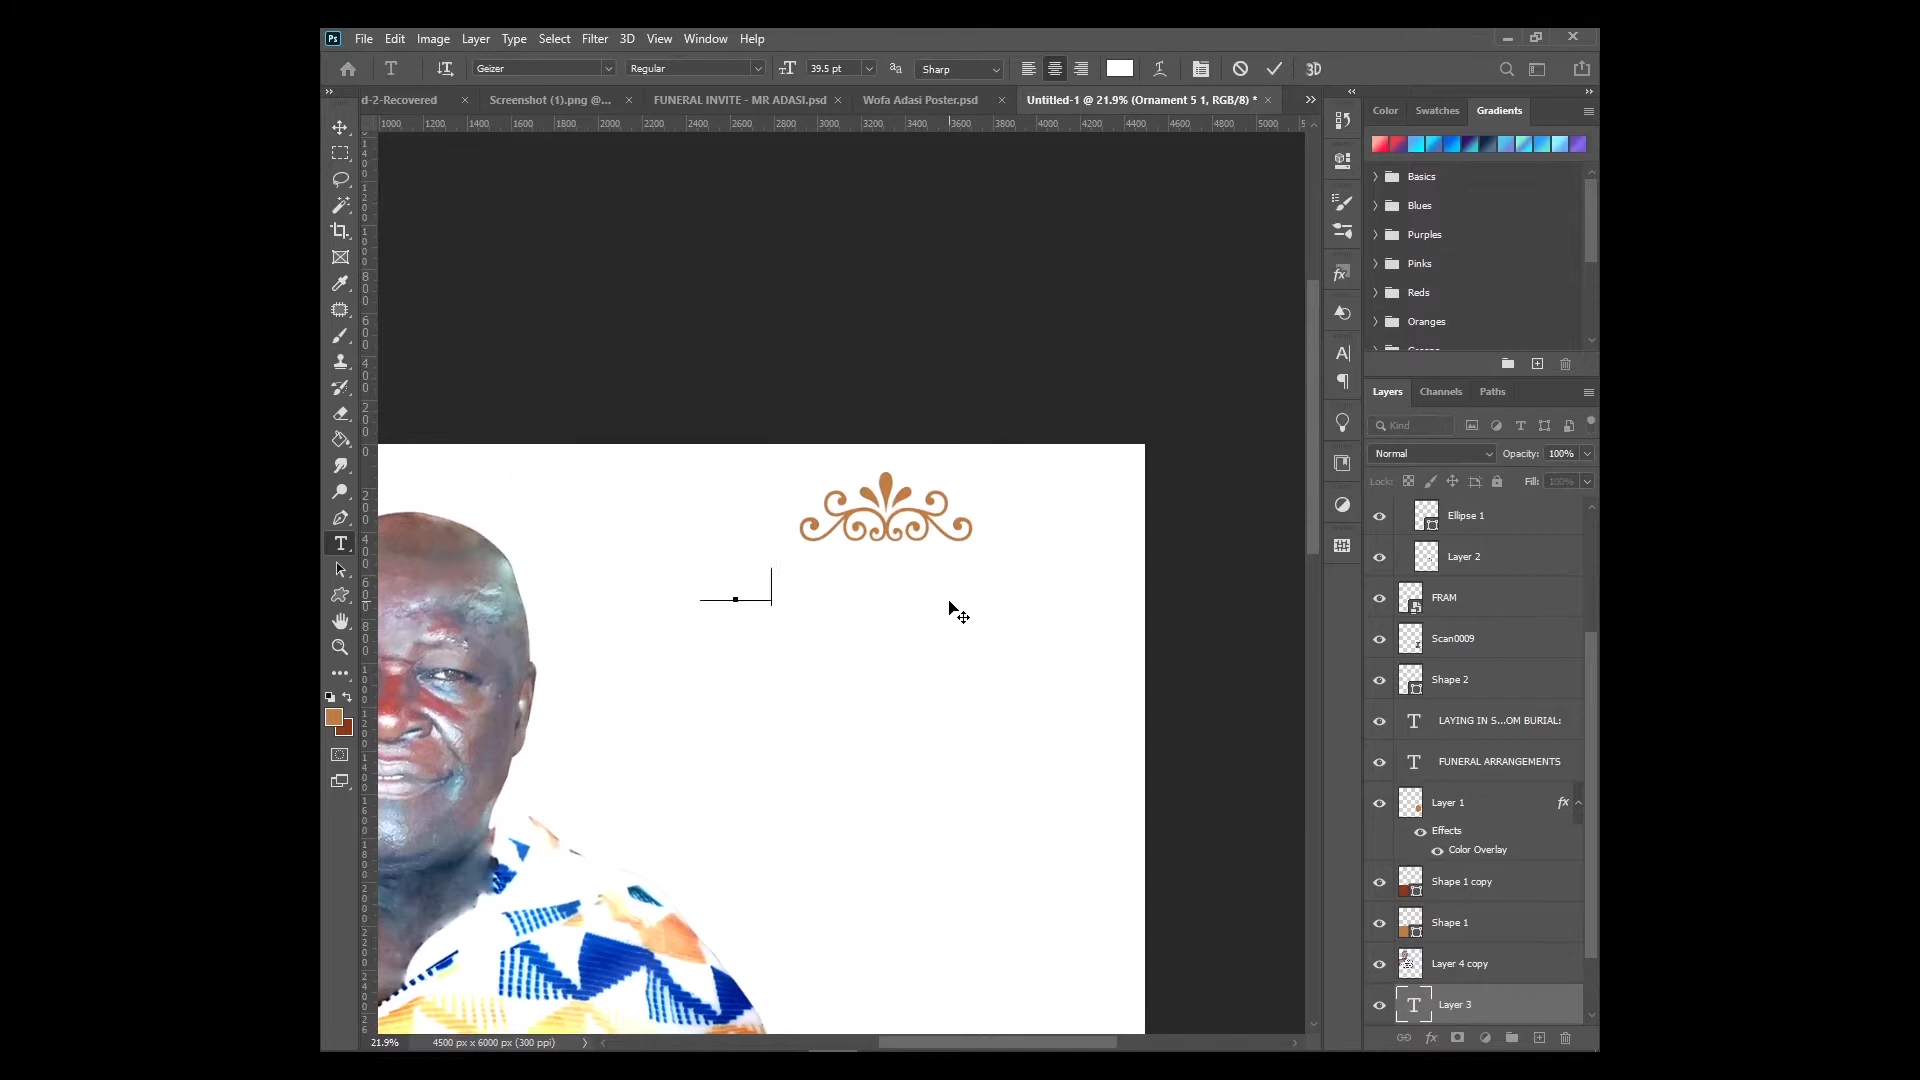 Ps File Edit Image Layer Type Select Filter 3D View Window Help
T Geizer Regular 39.5 pt Sharp 3D
d-2-Recovered × Screenshot (1).png @... × FUNERAL INVITE - MR ADASI.psd × Wofa Adasi Poster.psd × Untitled-1 @ 21.9% (Ornament 5 1, RGB/8) * ×
1000 1200 1400 1600 1800 2000 2200 2400 2600 2800 3000 3200 3400 3600 3800 4000 4200 4400 4600 4800 5000
Color Swatches Gradients
Basics
Blues
Purples
Pinks
Reds
Oranges
Layers Channels Paths
Kind
Normal Opacity: 100%
Lock: Fill: 100%
Ellipse 1
Layer 2
FRAM
Scan0009
Shape 2
T LAYING IN S...OM BURIAL:
T FUNERAL ARRANGEMENTS
Layer 1 fx
Effects
Color Overlay
Shape 1 copy
Shape 1
Layer 4 copy
T Layer 3
21.9% 4500 px x 6000 px (300 ppi)